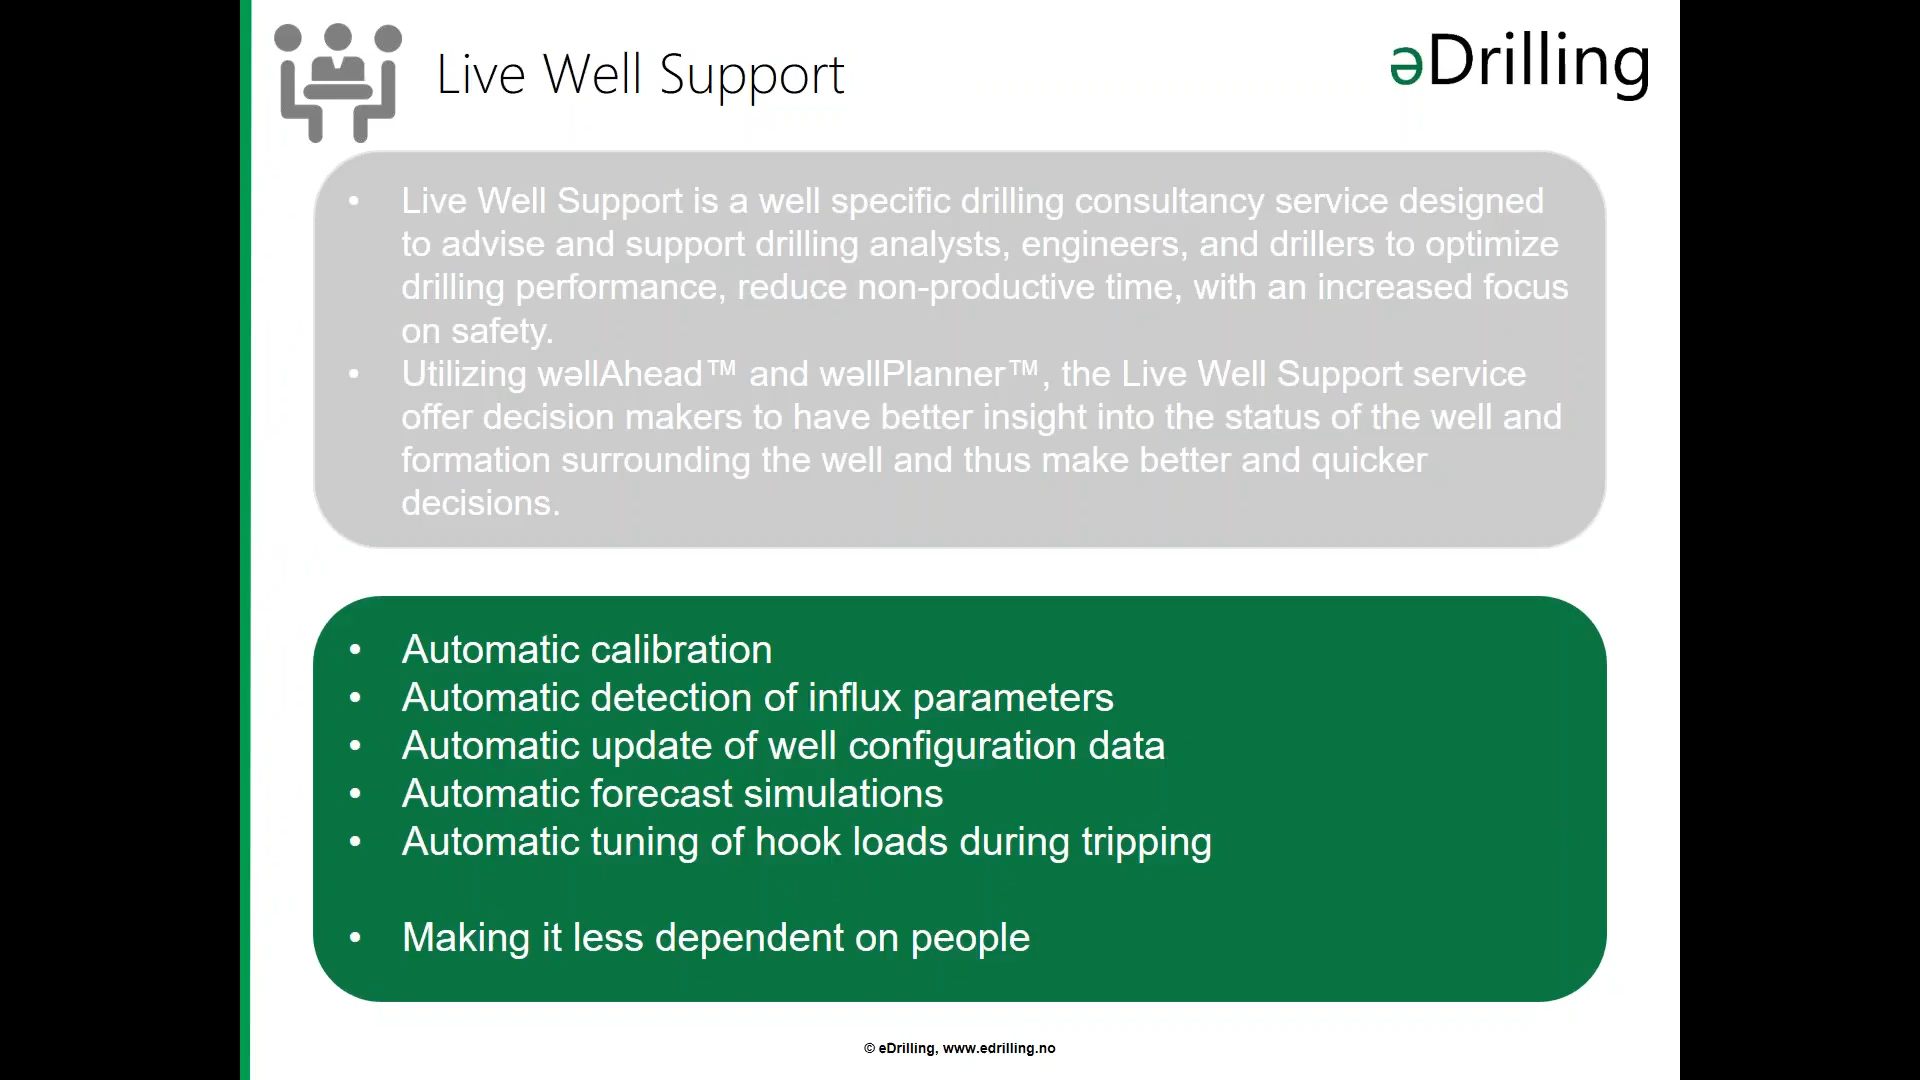 Live Well Support
əDrilling
• Live Well Support is a well specific drilling consultancy service designed
to advise and support drilling analysts, engineers, and drillers to optimize
drilling performance, reduce non-productive time, with an increased focus
on safety.
• Utilizing wəllAhead™ and wəllPlanner™, the Live Well Support service
offer decision makers to have better insight into the status of the well and
formation surrounding the well and thus make better and quicker
decisions.
• Automatic calibration
• Automatic detection of influx parameters
• Automatic update of well configuration data
• Automatic forecast simulations
• Automatic tuning of hook loads during tripping
• Making it less dependent on people
© eDrilling, www.edrilling.no